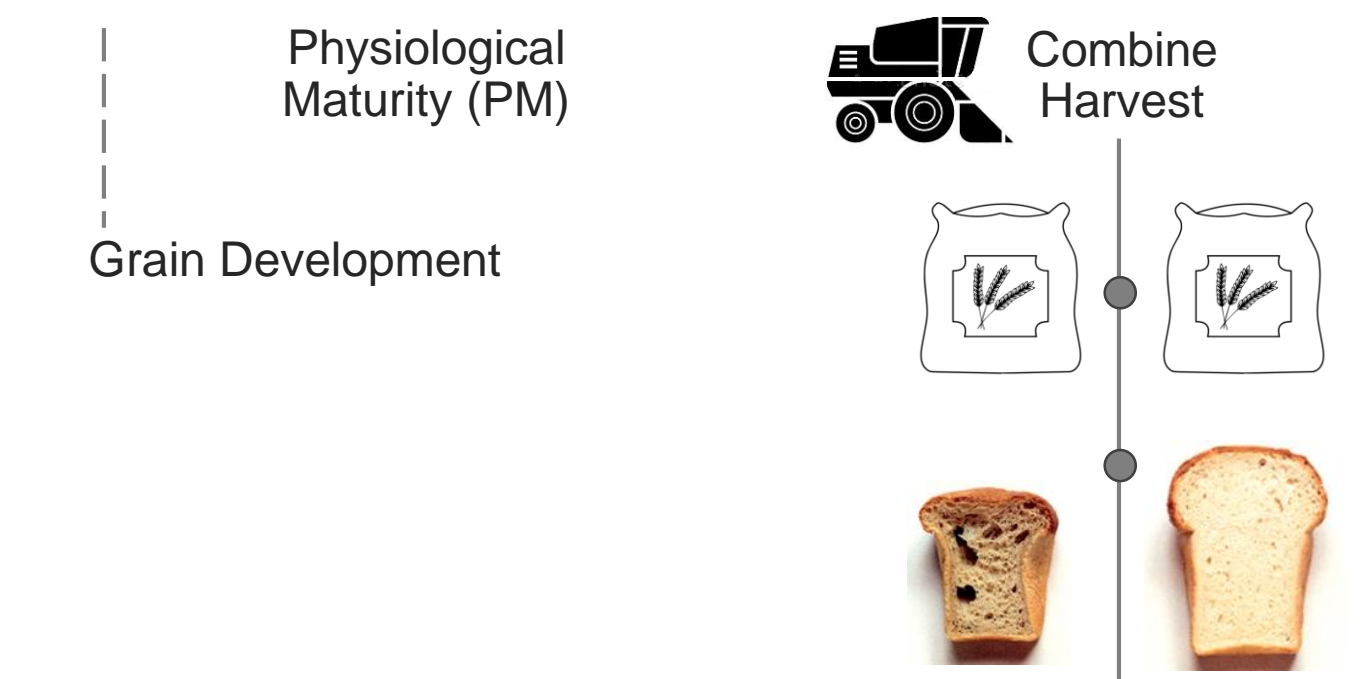 Physiological
Maturity (PM)
Combine
Harvest
Grain Development